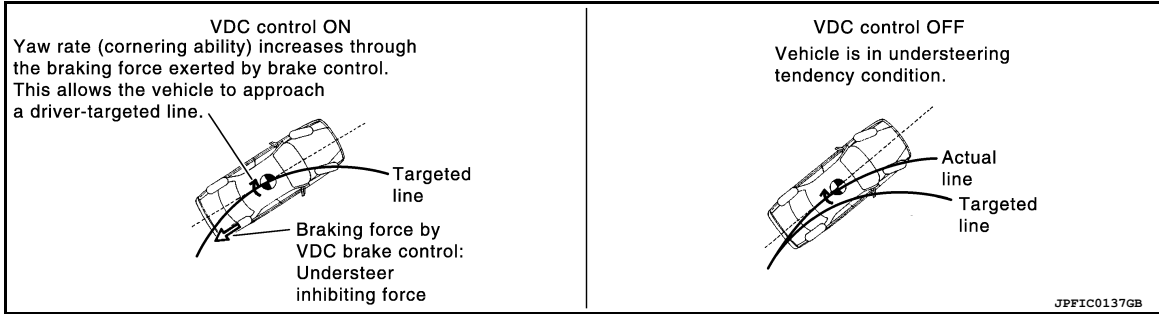 VDC control ON
Yaw rate (cornering ability) increases through
the braking force exerted by brake control.
This allows the vehicle to approach
a driver-targeted line.
Targeted
line
Braking force by
VDC brake control:
Understeer
inhibiting force
VDC control OFF
Vehicle is in understeering
tendency condition.
Actual
line
Targeted
line
JPFIC0137GB